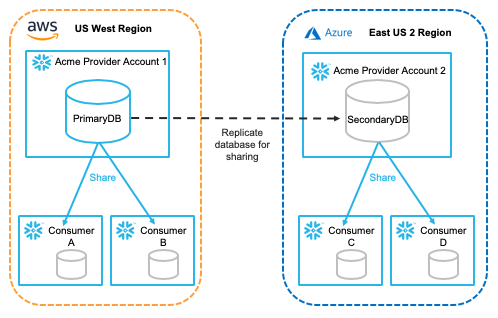 aws
US West Region
Azure
East US 2 Region
Acme Provider Account 1
Acme Provider Account 2
PrimaryDB
SecondaryDB
Replicate
database for
sharing
Share
Share
Consumer
A
Consumer
B
Consumer
C
Consumer
D